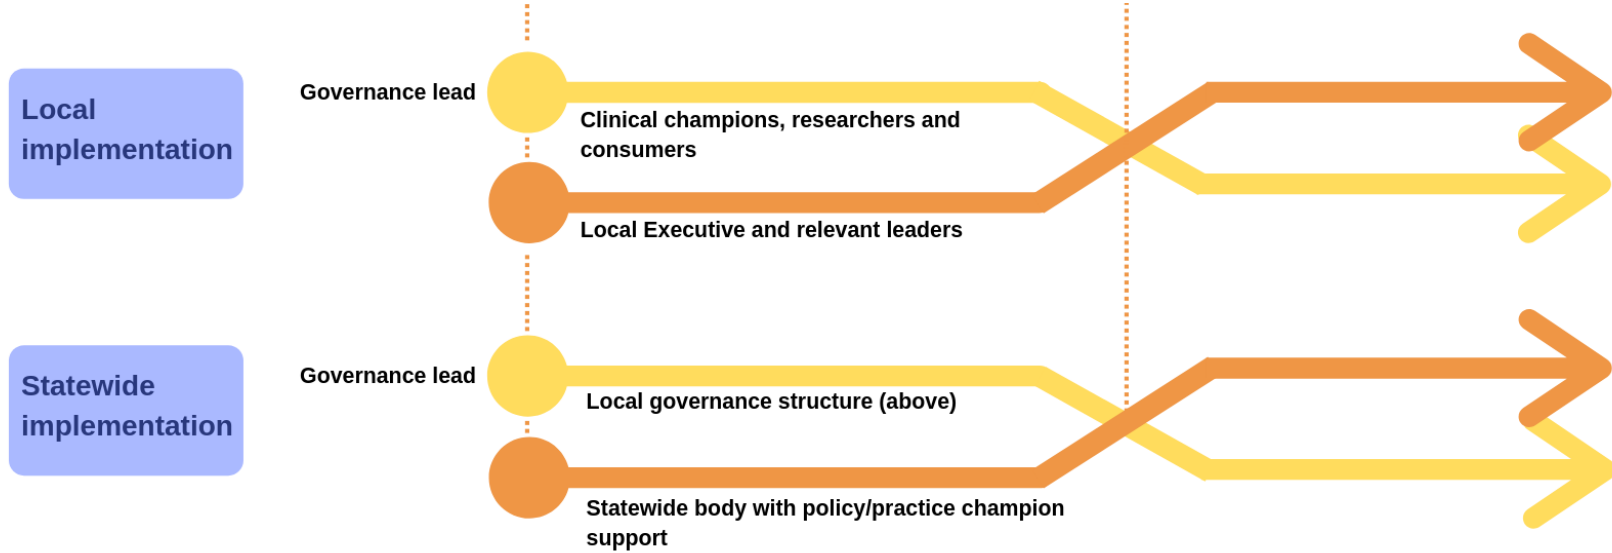 Local
implementation
Governance lead
Clinical champions, researchers and
consumers
Local Executive and relevant leaders
Statewide
implementation
Governance lead
Local governance structure (above)
Statewide body with policy/practice champion
support